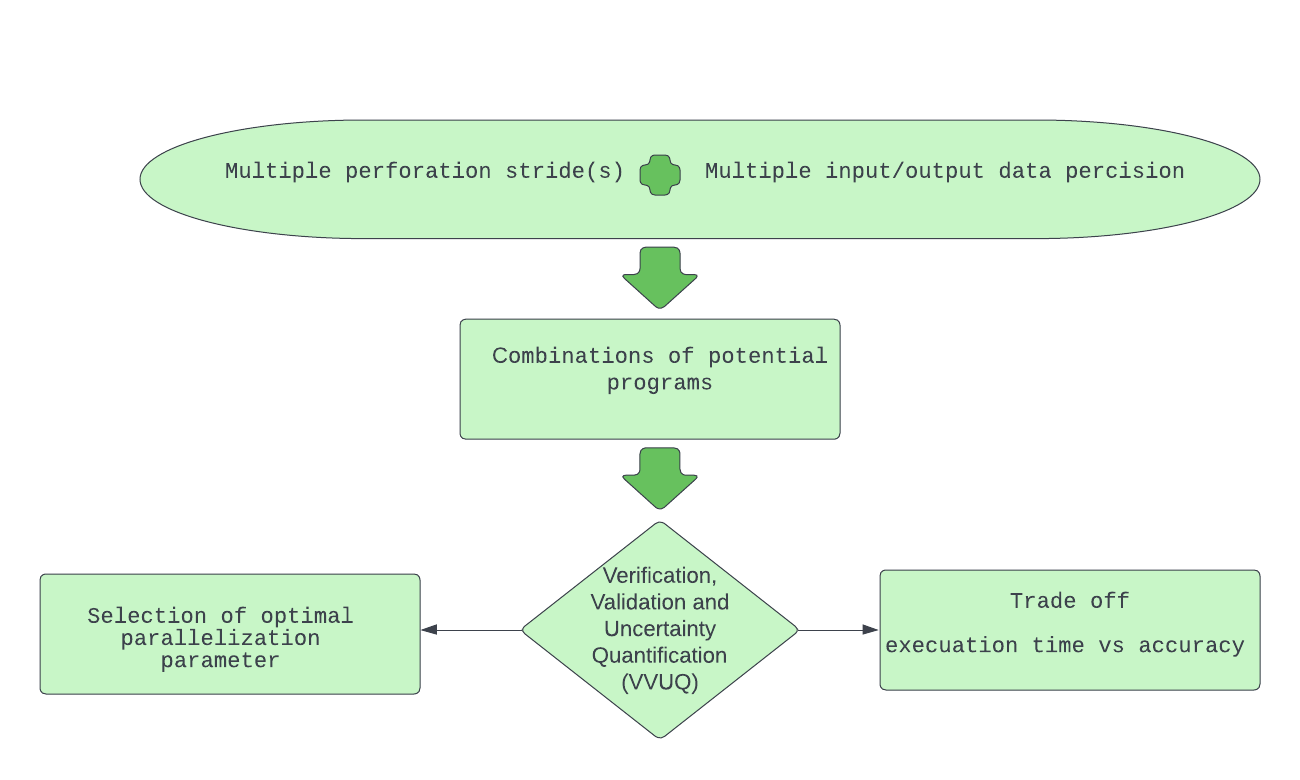 Multiple perforation stride(s)
Multiple input/output data percision
Combinations of potential
programs
Verification,
Validation and
Uncertainty
Quantification
(VVUQ)
Selection of optimal
parallelization
parameter
Trade off
execuation time vs accuracy